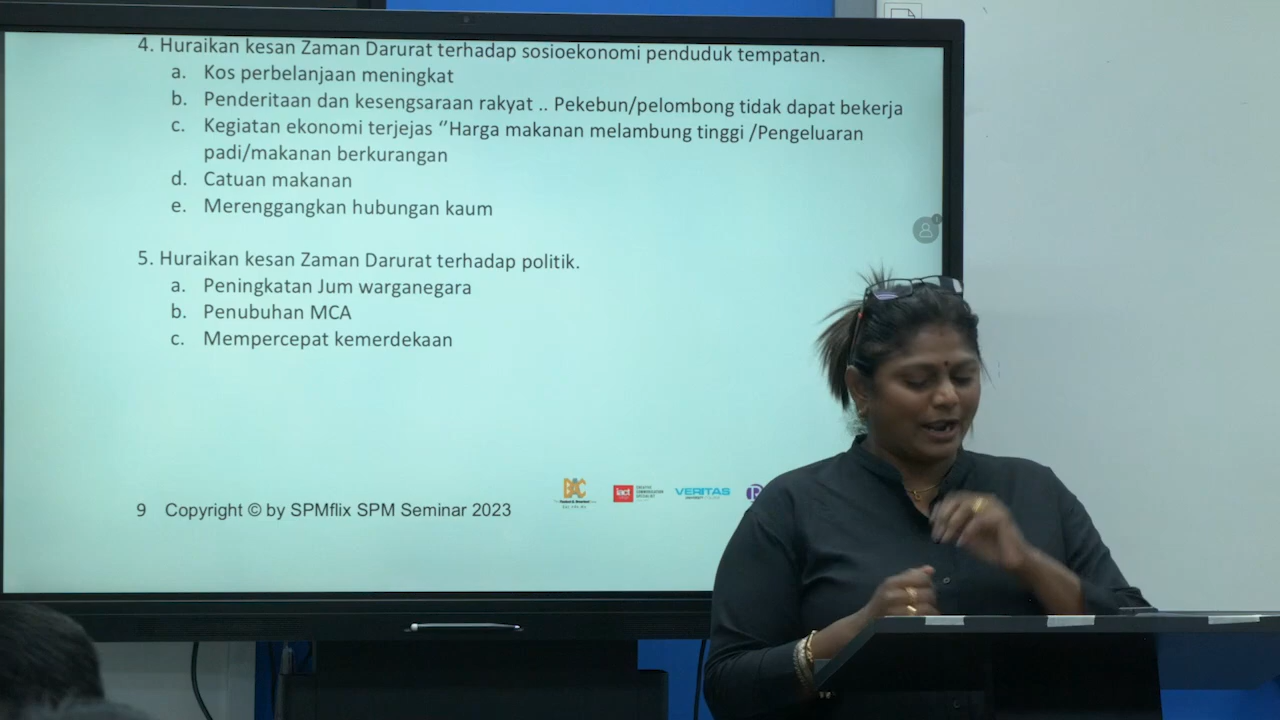 4. Huraikan kesan Zaman Darurat terhadap sosioekonomi penduduk tempatan.
a. Kos perbelanjaan meningkat
b. Penderitaan dan kesengsaraan rakyat .. Pekebun/pelombong tidak dapat bekerja
c. Kegiatan ekonomi terjejas “Harga makanan melambung tinggi /Pengeluaran
padi/makanan berkurangan
d. Catuan makanan
e. Merenggangkan hubungan kaum
5. Huraikan kesan Zaman Darurat terhadap politik.
a. Peningkatan Jum warganegara
b. Penubuhan MCA
c. Mempercepat kemerdekaan
BAC
iact
VERITAS
9 Copyright © by SPMflix SPM Seminar 2023